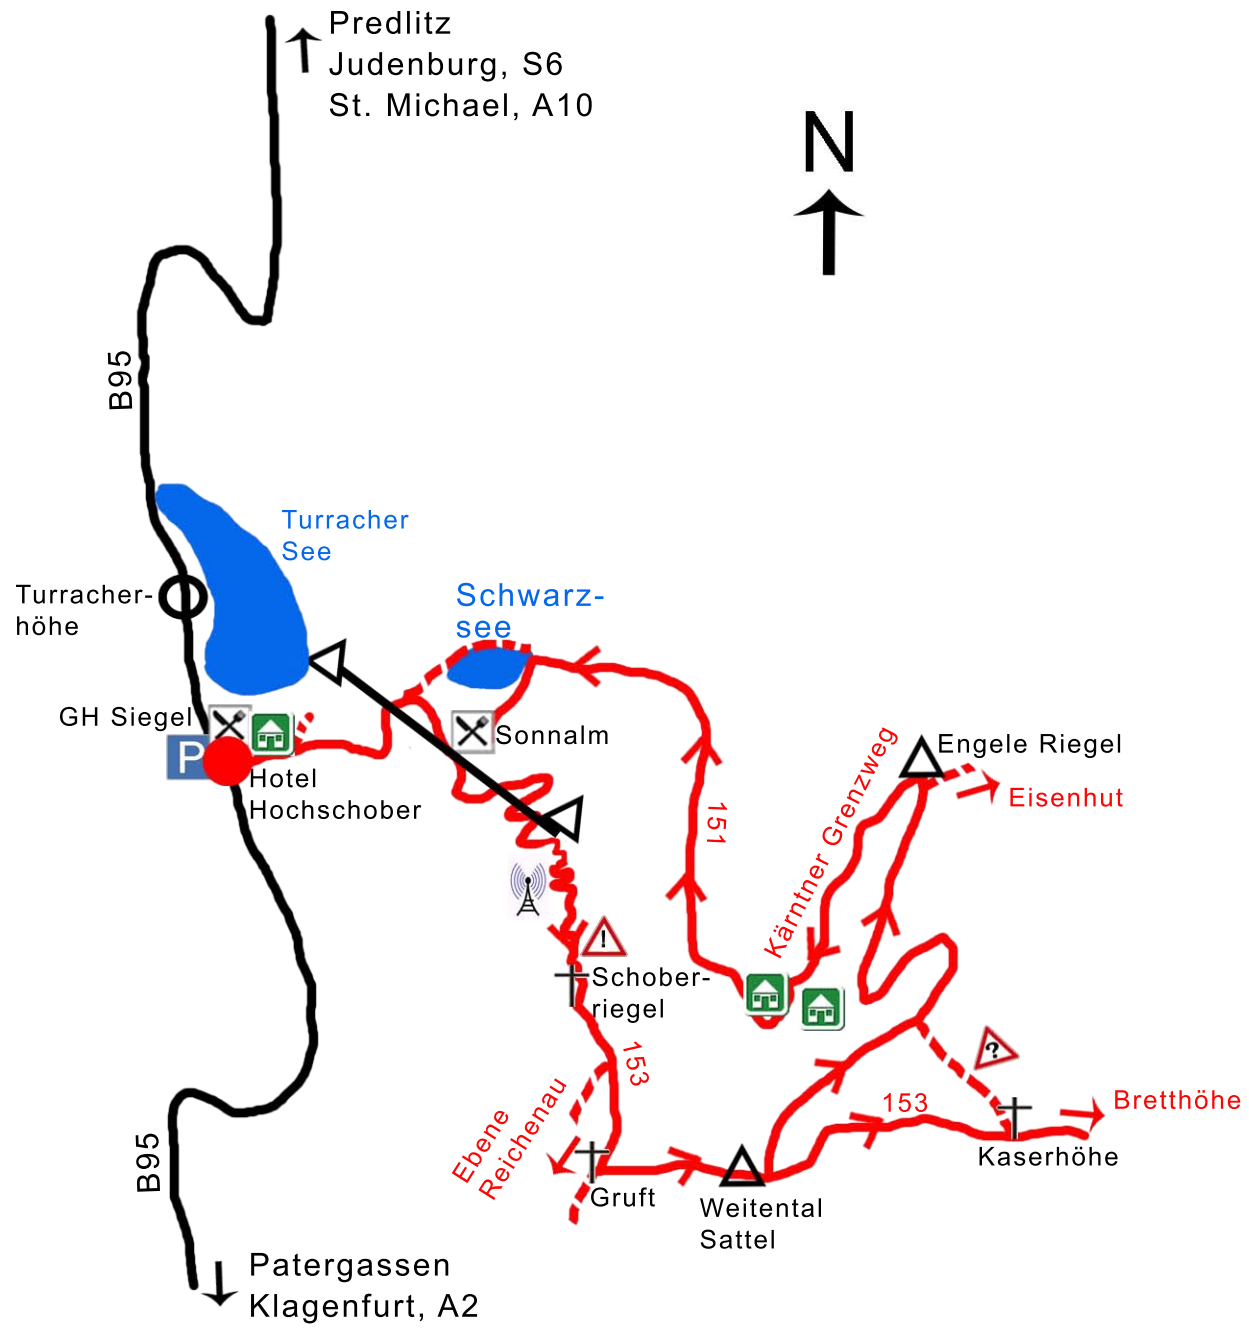 Predlitz
Judenburg, S6
St. Michael, A10
N
B95
Turracher
See
Turracher-
höhe
Schwarz-
see
GH Siegel
P
Sonnalm
Hotel
Hochschober
Engele Riegel
Eisenhut
151
Kärntner Grenzweg
!
Schober-
riegel
153
?
Ebene
Reichenau
153
Bretthöhe
Kaserhöhe
Gruft
Weitental
Sattel
B95
Patergassen
Klagenfurt, A2